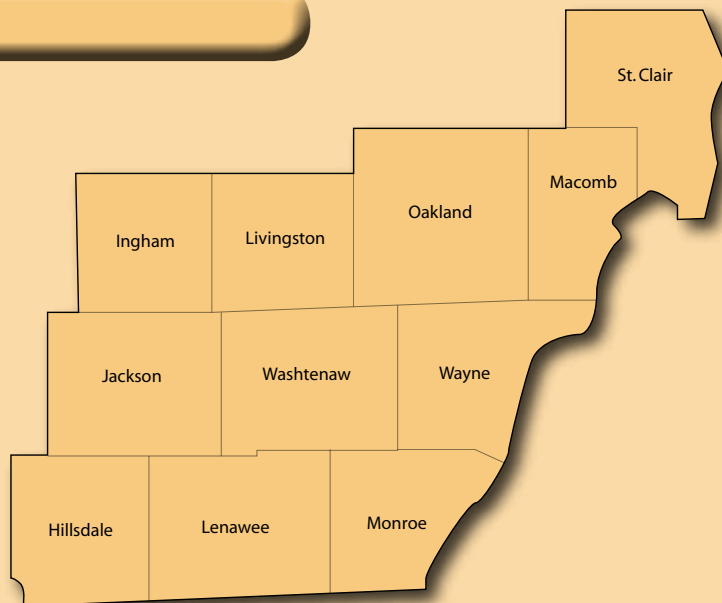 St. Clair
Macomb
Oakland
Livingston
Ingham
Jackson
Washtenaw
Wayne
Hillsdale
Lenawee
Monroe